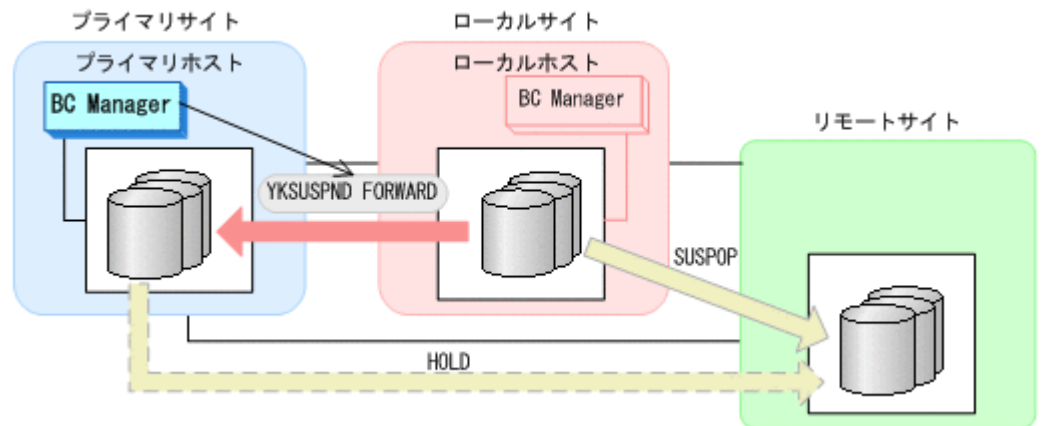 プライマリサイト
ローカルサイト
プライマリホスト
ローカルホスト
BC Manager
BC Manager
リモートサイト
YKSUSPND FORWARD
SUSPOP
HOLD